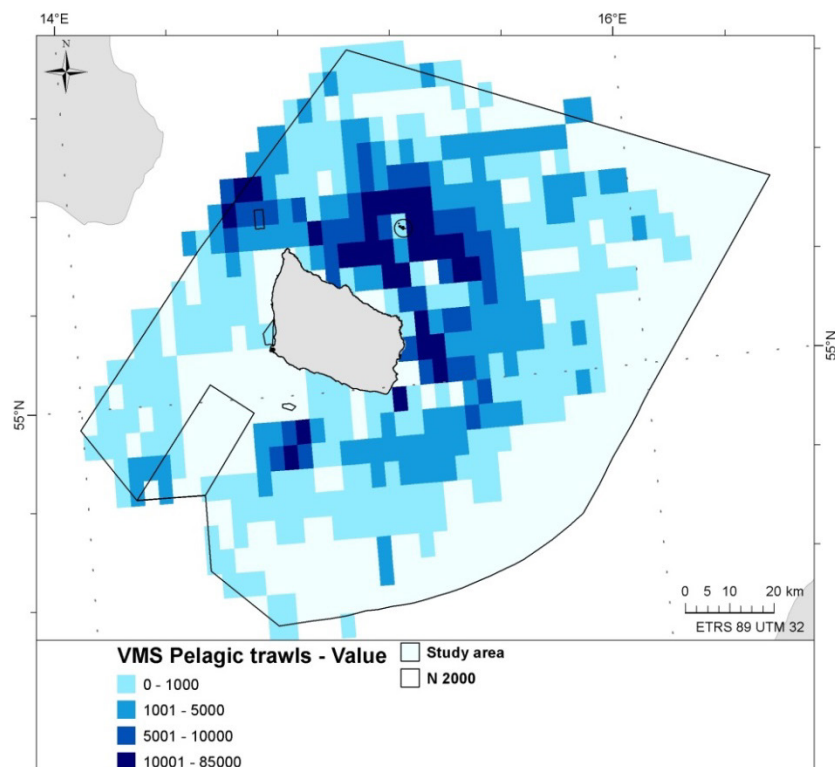 14°E
16°E
N
55°N
55°N
0 5 10 20 km
ETRS 89 UTM 32
VMS Pelagic trawls - Value
0 - 1000
1001 - 5000
5001 - 10000
10001 - 85000
Study area
N 2000